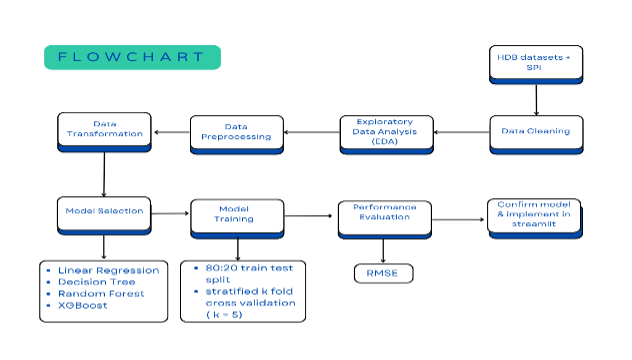 FLOWCHART
HDB datasets +
SPI
Data Cleaning
Exploratory
Data Analysis
(EDA)
Data
Preprocessing
Data
Transformation
Model Selection
Model
Training
Performance
Evaluation
Confirm model
& implement in
streamlit
• Linear Regression
• Decision Tree
• Random Forest
• XGBoost
• 80:20 train test
split
• stratified k fold
cross validation
( k = 5)
RMSE